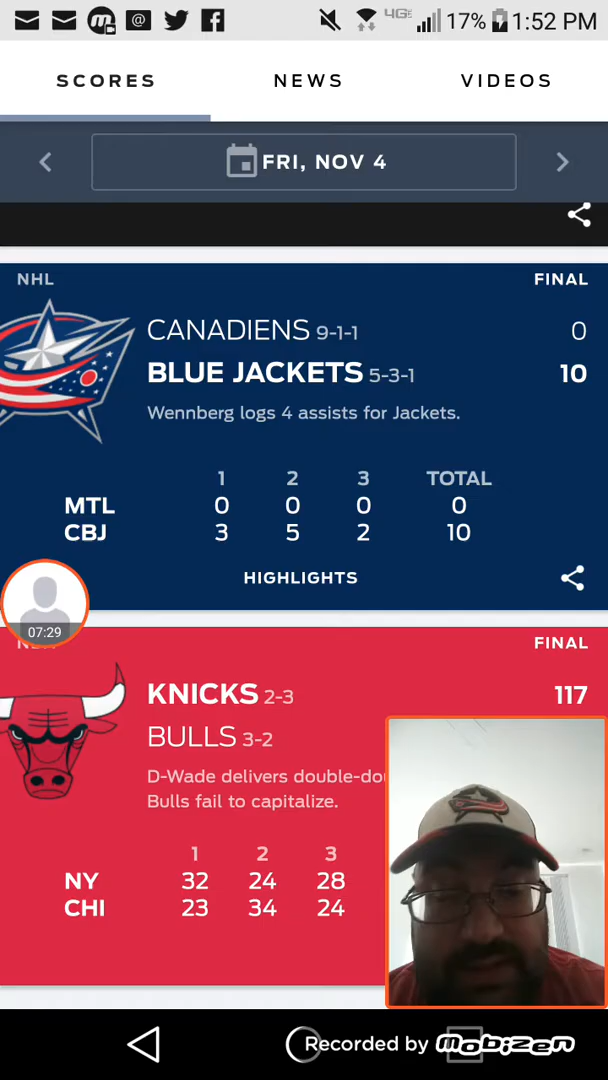 4G 17% 1:52 PM
SCORES NEWS VIDEOS
FRI, NOV 4
NHL FINAL
CANADIENS 9-1-1 0
BLUE JACKETS 5-3-1 10
Wennberg logs 4 assists for Jackets.
1 2 3 TOTAL
MTL 0 0 0 0
CBJ 3 5 2 10
HIGHLIGHTS
07:29
FINAL
KNICKS 2-3 117
BULLS 3-2
D-Wade delivers double-dou
Bulls fail to capitalize.
1 2 3
NY 32 24 28
CHI 23 34 24
Recorded by mobizen